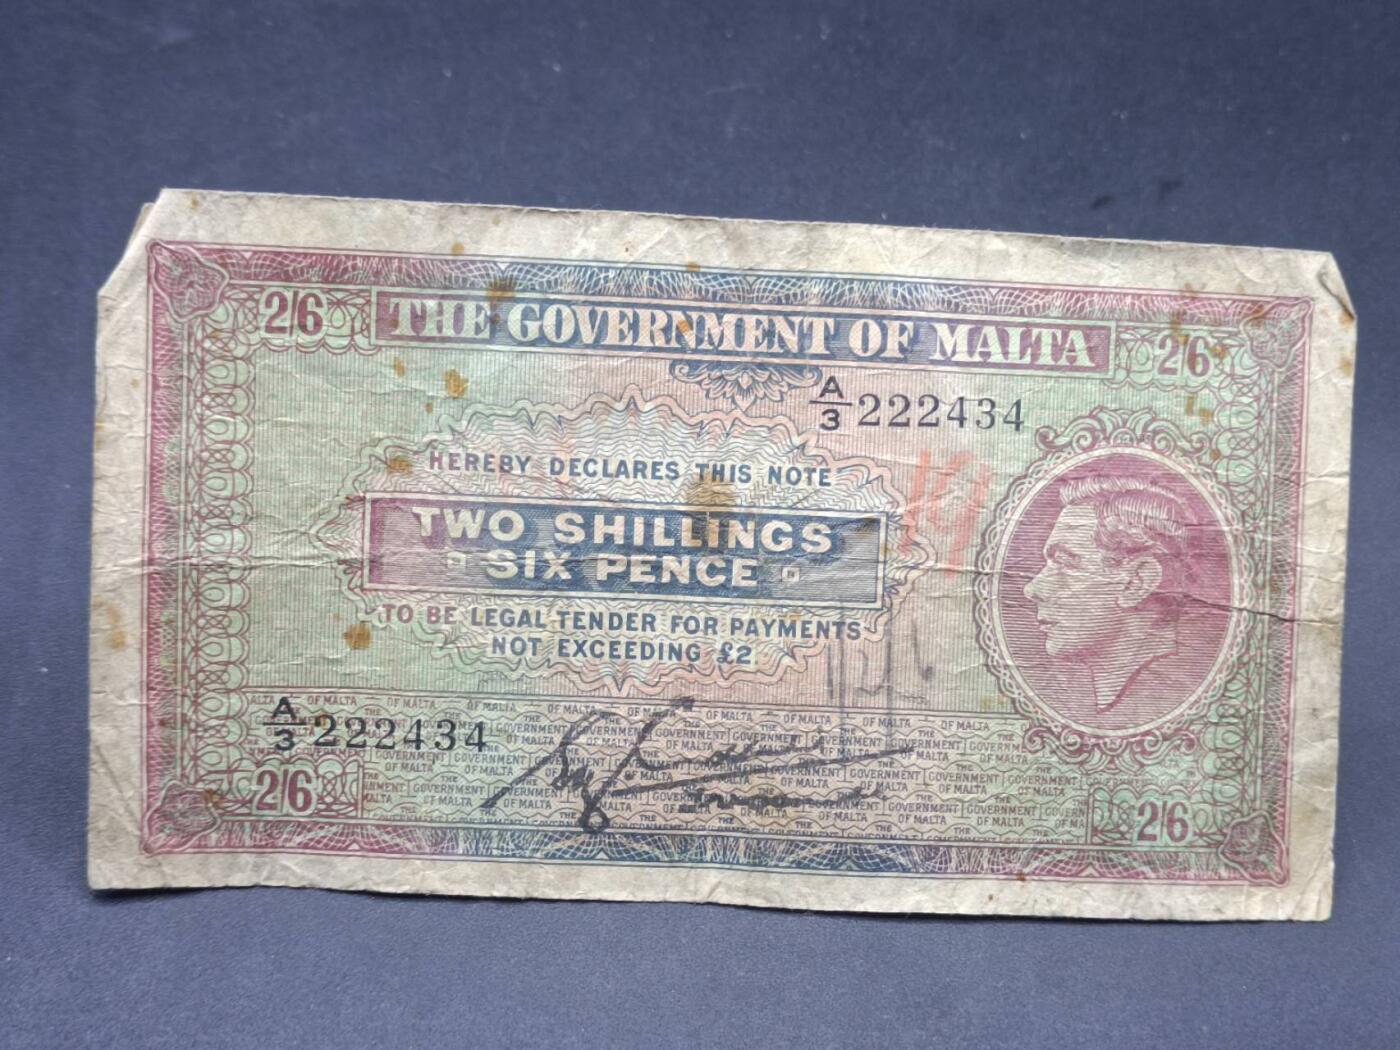 2/6 THE GOVERNMENT OF MALTA 2/6
A/3 222434
HEREBY DECLARES THIS NOTE
TWO SHILLINGS
SIX PENCE
TO BE LEGAL TENDER FOR PAYMENTS
NOT EXCEEDING £2
A/3 222434
2/6 2/6